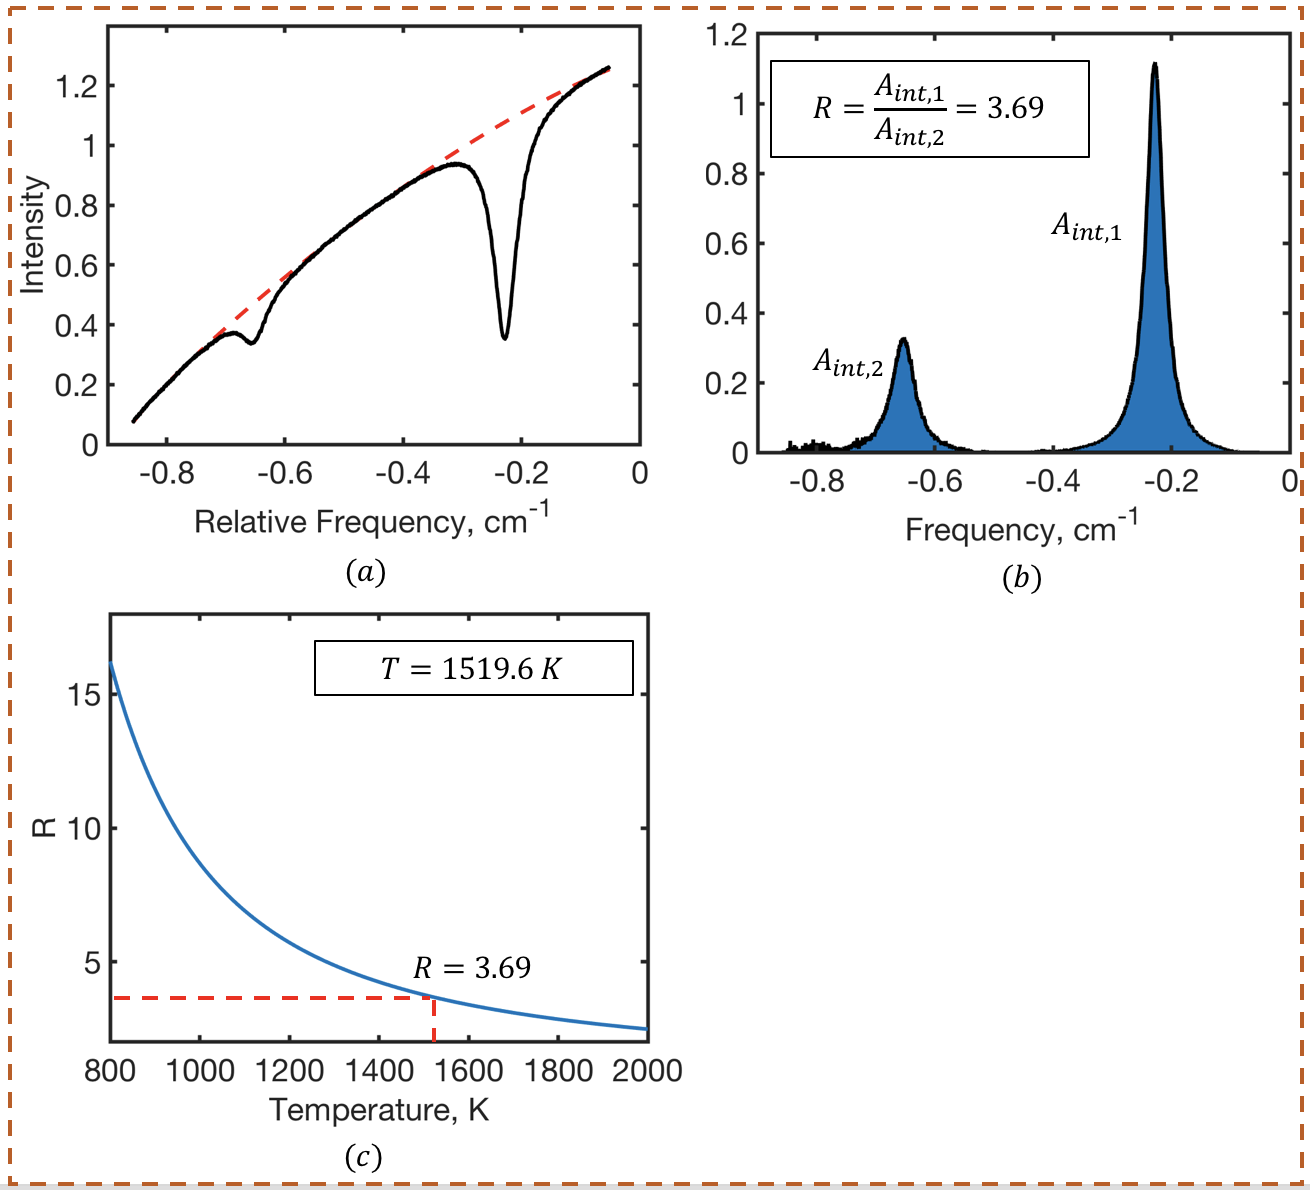 Intensity
1.2
1
0.8
0.6
0.4
0.2
0
-0.8 -0.6 -0.4 -0.2 0
Relative Frequency, cm-1
(a)
1.2
1
0.8
0.6
0.4
0.2
0
R = Aint,1 / Aint,2 = 3.69
Aint,1
Aint,2
-0.8 -0.6 -0.4 -0.2 0
Frequency, cm-1
(b)
R
15
10
5
T = 1519.6 K
R = 3.69
800 1000 1200 1400 1600 1800 2000
Temperature, K
(c)